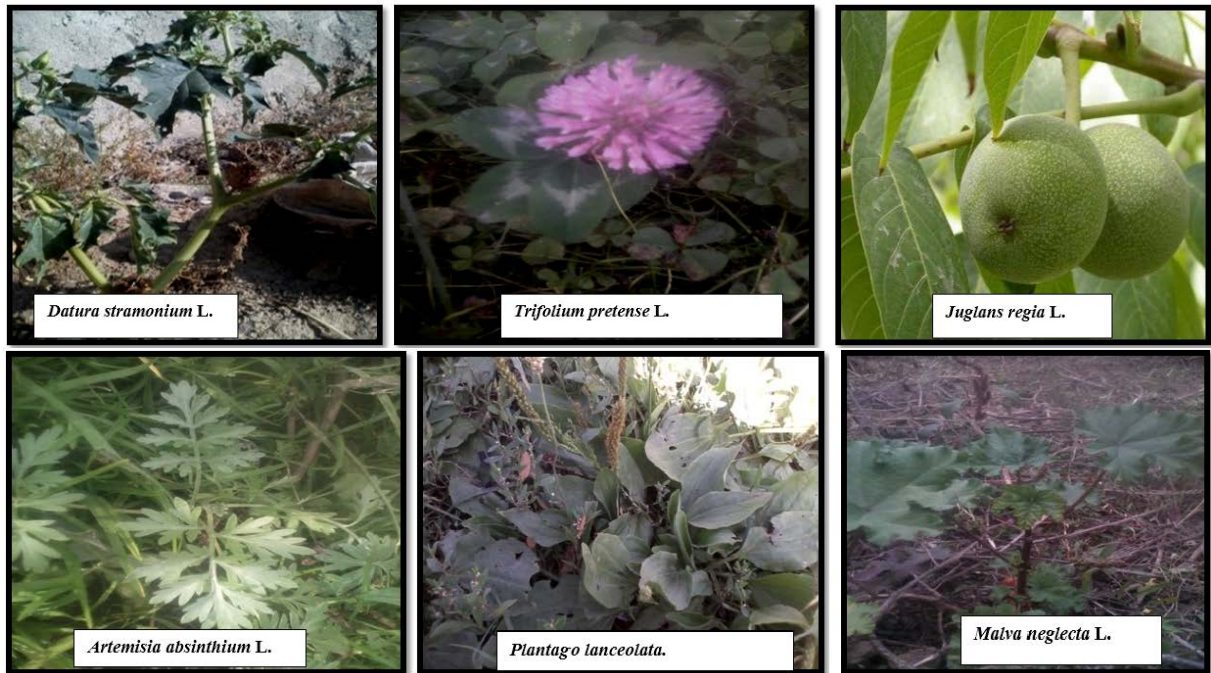 Datura stramonium L.
Trifolium pretense L.
Juglans regia L.
Artemisia absinthium L.
Plantago lanceolata.
Malva neglecta L.